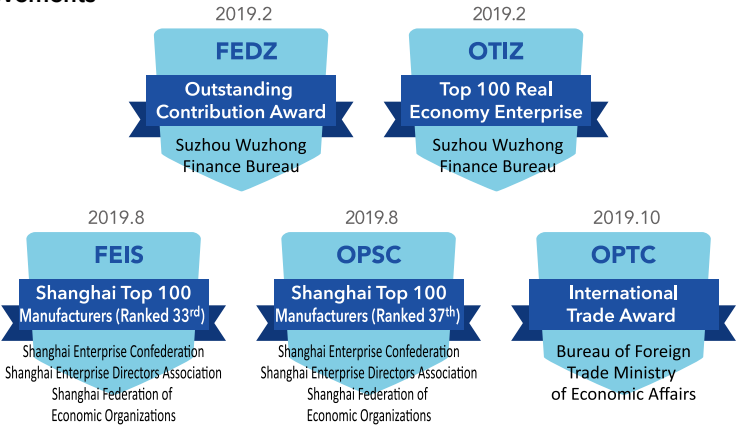 2019.2
FEDZ
Outstanding
Contribution Award
Suzhou Wuzhong
Finance Bureau
2019.2
OTIZ
Top 100 Real
Economy Enterprise
Suzhou Wuzhong
Finance Bureau
2019.8
FEIS
Shanghai Top 100
Manufacturers (Ranked 33rd)
Shanghai Enterprise Confederation
Shanghai Enterprise Directors Association
Shanghai Federation of
Economic Organizations
2019.8
OPSC
Shanghai Top 100
Manufacturers (Ranked 37th)
Shanghai Enterprise Confederation
Shanghai Enterprise Directors Association
Shanghai Federation of
Economic Organizations
2019.10
OPTC
International
Trade Award
Bureau of Foreign
Trade Ministry
of Economic Affairs